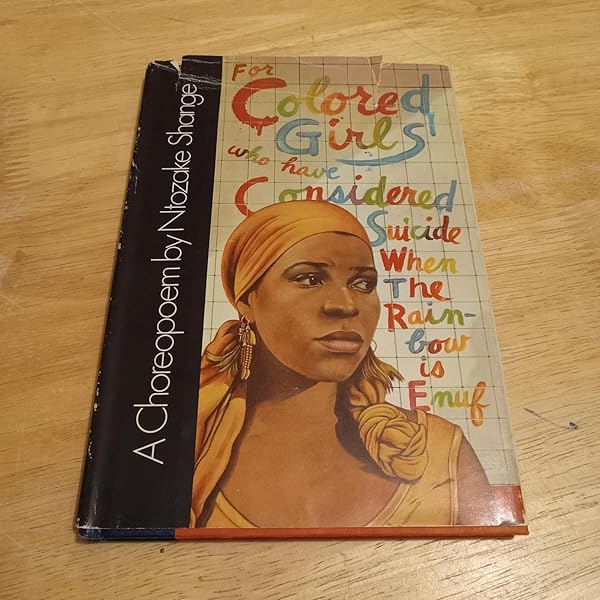 A Choreopoem by Ntozake Shange
For
Colored
Girls
who have
Considered
Suicide
When
The
Rain-
bow
is
Enuf